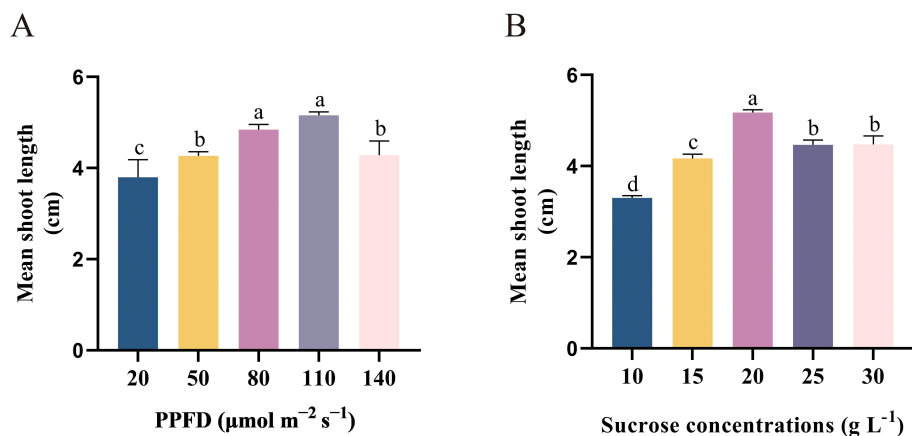 A
Mean shoot length
(cm)
6
4
2
0
c
b
a
a
b
20 50 80 110 140
PPFD (μmol m⁻² s⁻¹)
B
Mean shoot length
(cm)
6
4
2
0
d
c
a
b
b
10 15 20 25 30
Sucrose concentrations (g L⁻¹)